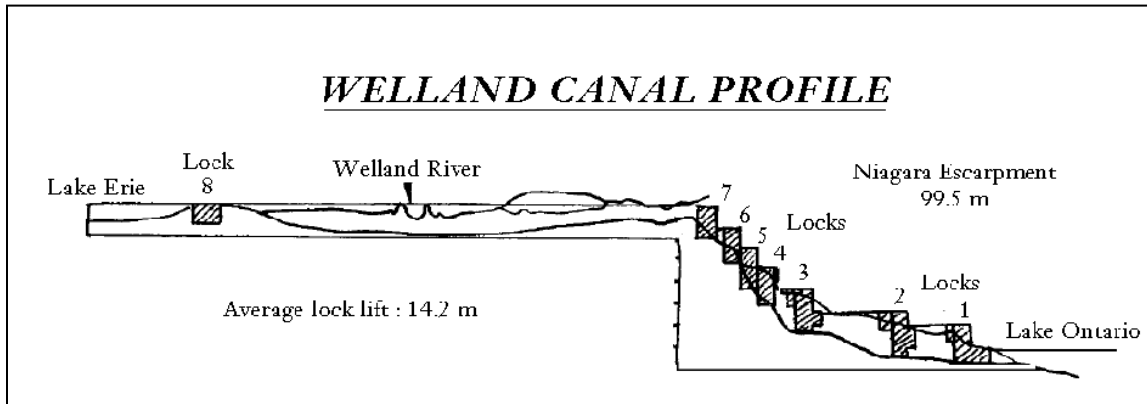 WELLAND CANAL PROFILE
Lock
8
Lake Erie
Welland River
Niagara Escarpment
99.5 m
7
6
5
4
Locks
3
2
Locks
1
Lake Ontario
Average lock lift : 14.2 m